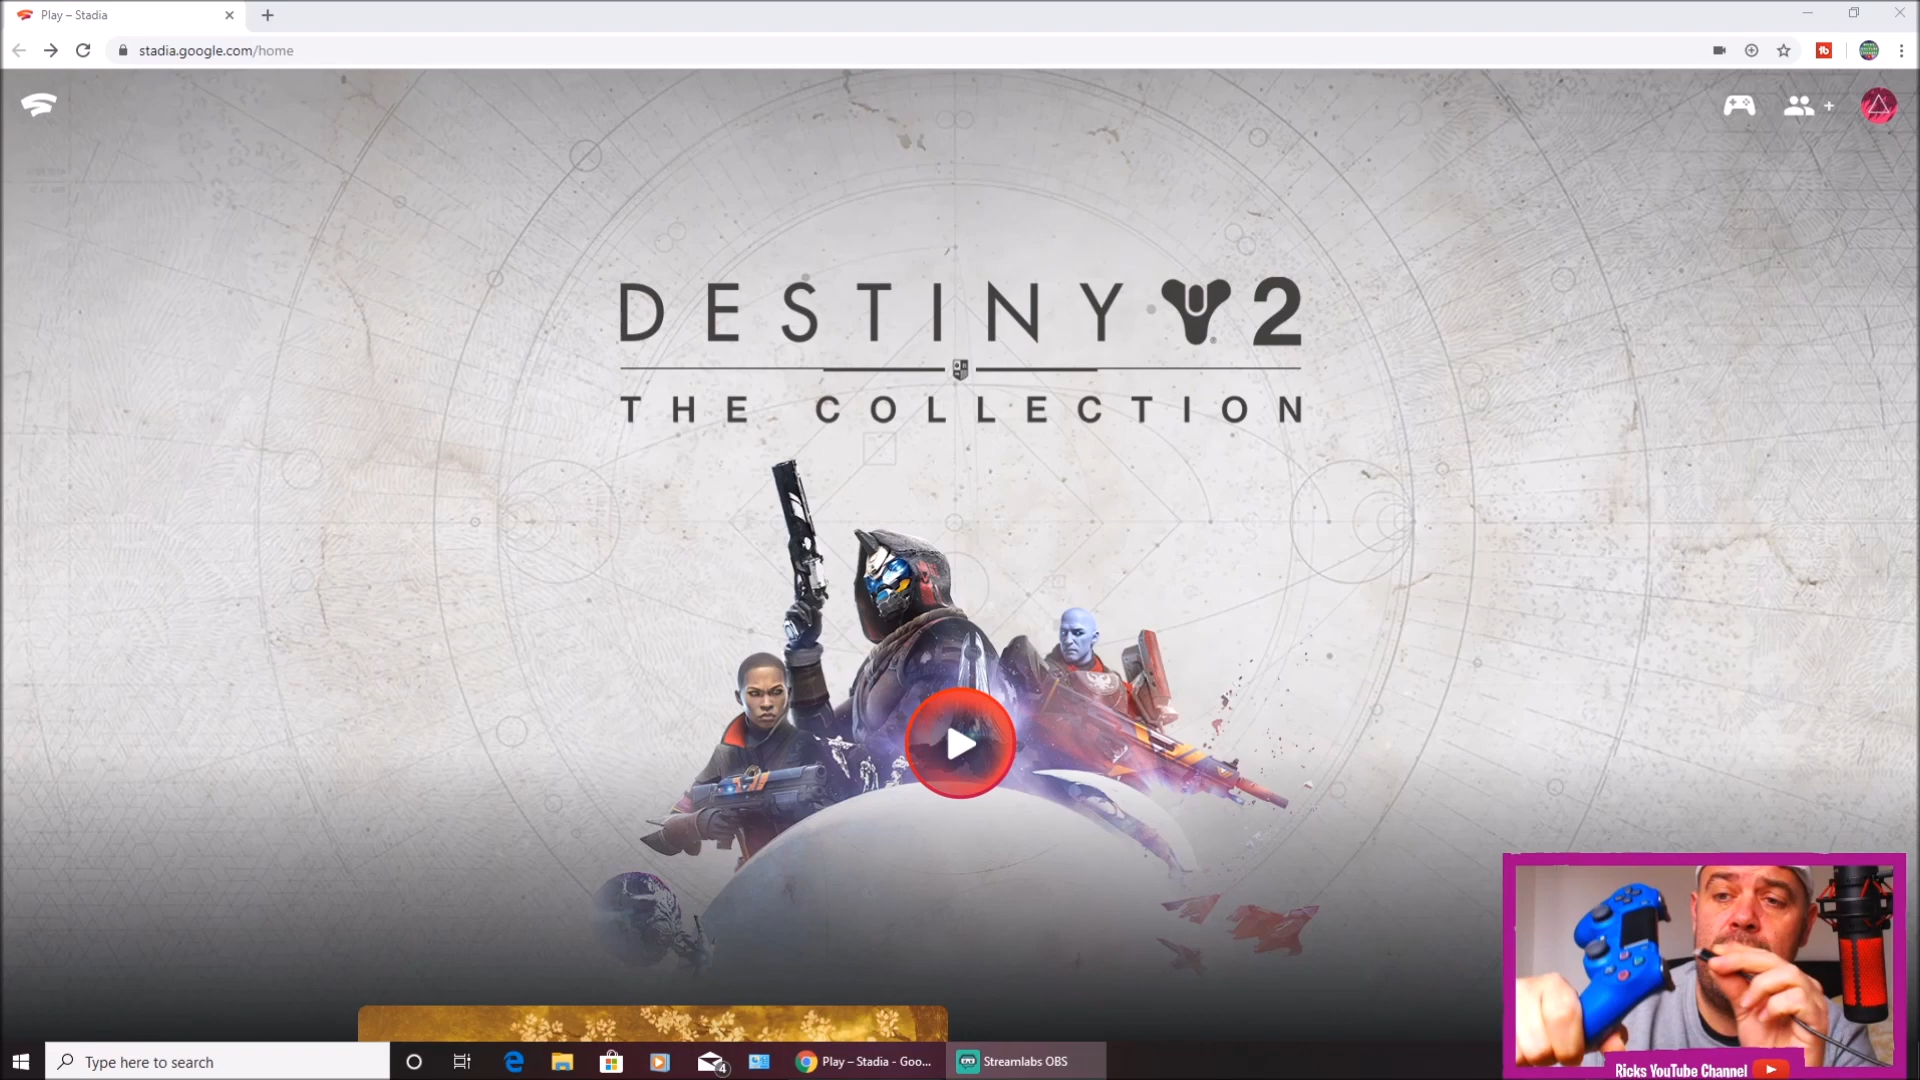 Play – Stadia
stadia.google.com/home
DESTINY 2
THE COLLECTION
Type here to search
4
Play – Stadia - Goo...
Streamlabs OBS
Ricks YouTube Channel